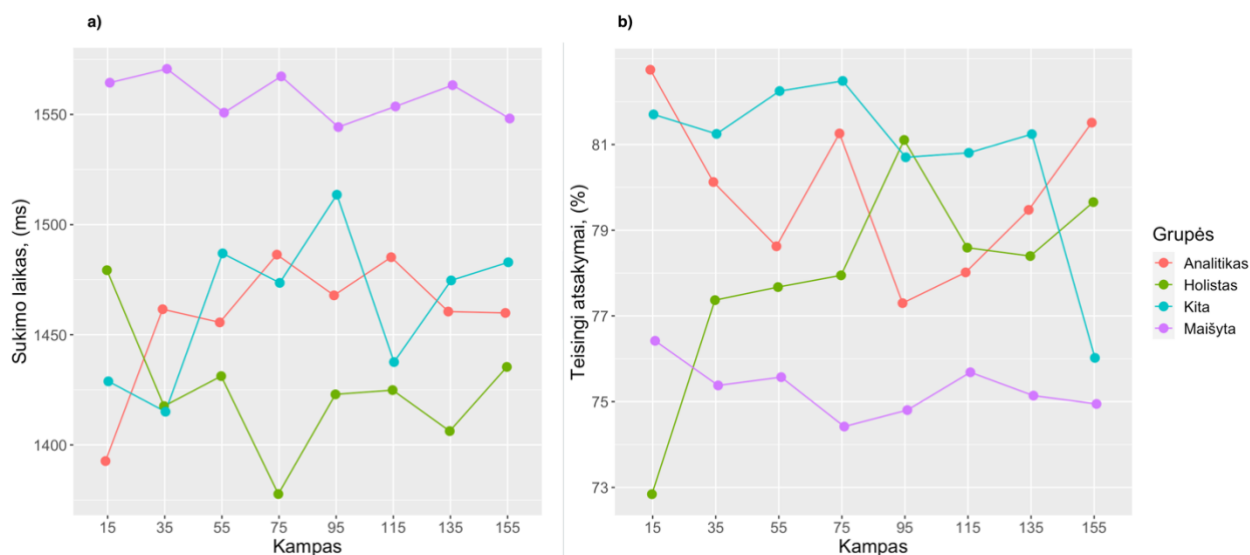 a)
Sukimo laikas, (ms)
1550
1500
1450
1400
15 35 55 75 95 115 135 155
Kampas
b)
Teisingi atsakymai, (%)
81
79
77
75
73
15 35 55 75 95 115 135 155
Kampas
Grupės
Analitikas
Holistas
Kita
Maišyta